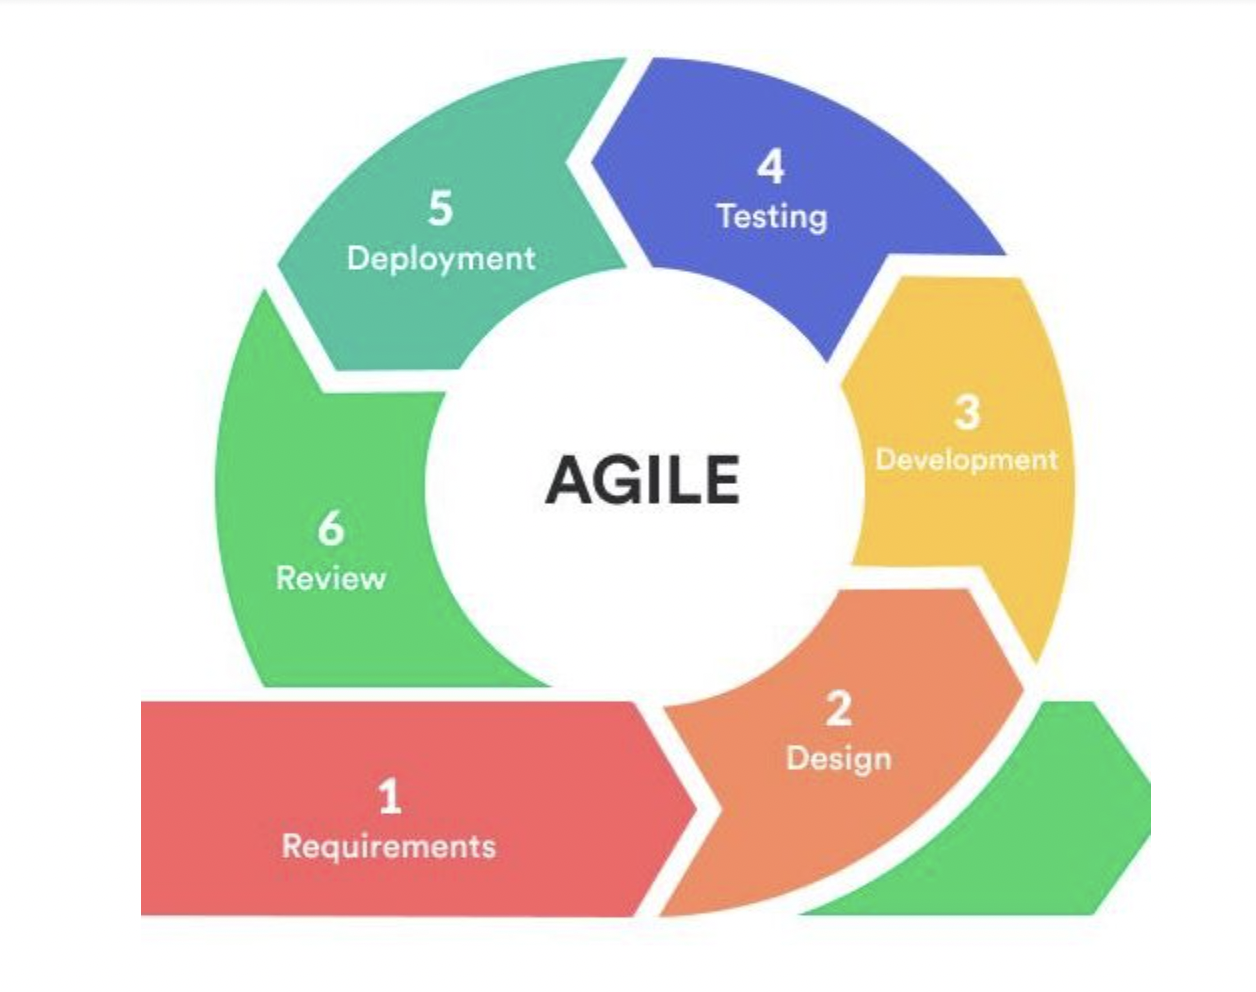 AGILE
1
Requirements
2
Design
3
Development
4
Testing
5
Deployment
6
Review